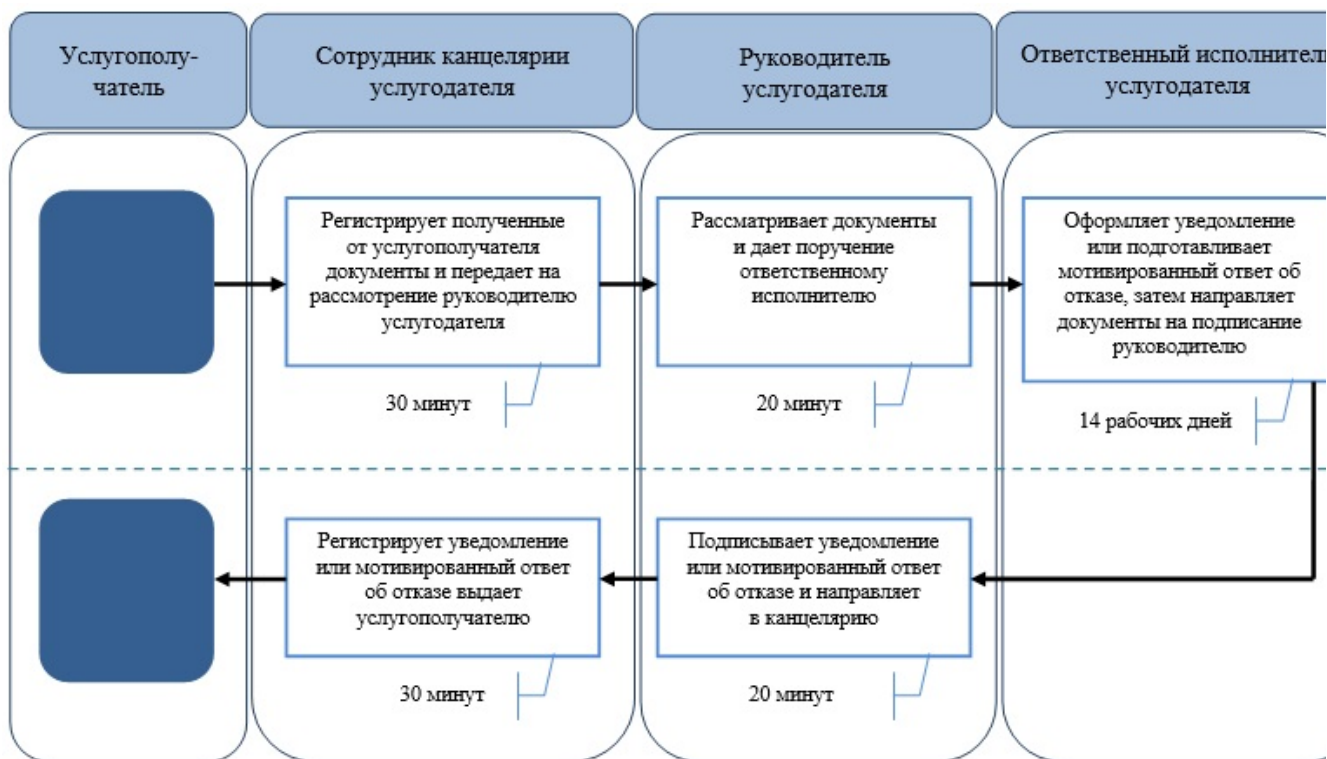 Услугополу-
чатель
Сотрудник канцелярии
услугодателя
Руководитель
услугодателя
Ответственный исполнитель
услугодателя
Регистрирует полученные
от услугополучателя
документы и передает на
рассмотрение руководителю
услугодателя
30 минут
Рассматривает документы
и дает поручение
ответственному
исполнителю
20 минут
Оформляет уведомление
или подготавливает
мотивированный ответ об
отказе, затем направляет
документы на подписание
руководителю
14 рабочих дней
Регистрирует уведомление
или мотивированный ответ
об отказе выдает
услугополучателю
30 минут
Подписывает уведомление
или мотивированный ответ
об отказе и направляет
в канцелярию
20 минут